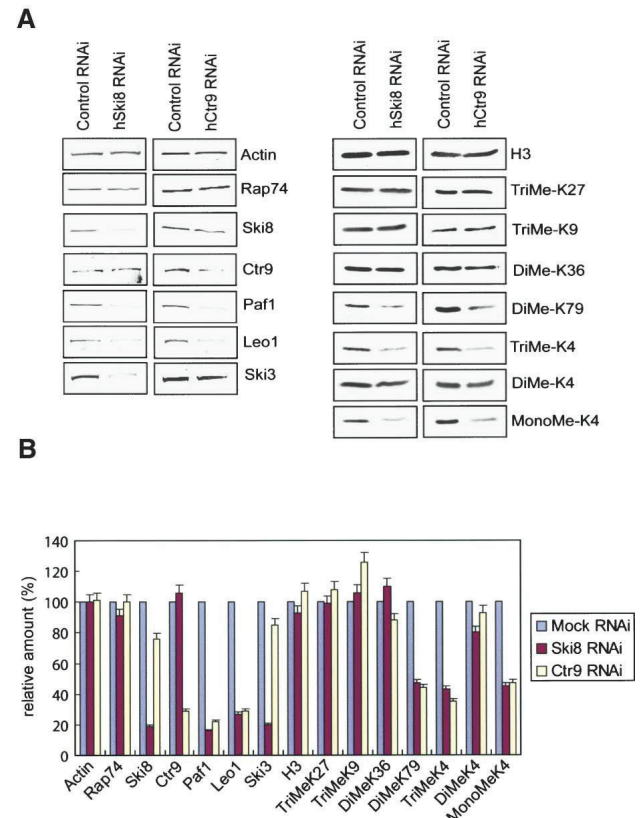 A
Control RNAi
hSki8 RNAi
Control RNAi
hCtr9 RNAi
Actin
Rap74
Ski8
Ctr9
Paf1
Leo1
Ski3
Control RNAi
hSki8 RNAi
Control RNAi
hCtr9 RNAi
H3
TriMe-K27
TriMe-K9
DiMe-K36
DiMe-K79
TriMe-K4
DiMe-K4
MonoMe-K4
B
relative amount (%)
140
120
100
80
60
40
20
0
Actin
Rap74
Ski8
Ctr9
Paf1
Leo1
Ski3
H3
TriMeK27
TriMeK9
DiMeK36
DiMeK79
TriMeK4
DiMeK4
MonoMeK4
Mock RNAi
Ski8 RNAi
Ctr9 RNAi